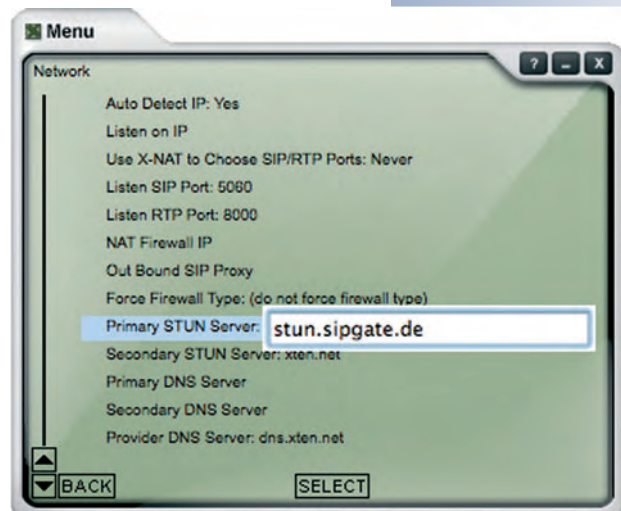 Menu
? - X
Network
Auto Detect IP: Yes
Listen on IP
Use X-NAT to Choose SIP/RTP Ports: Never
Listen SIP Port: 5060
Listen RTP Port: 8000
NAT Firewall IP
Out Bound SIP Proxy
Force Firewall Type: (do not force firewall type)
Primary STUN Server: stun.sipgate.de
Secondary STUN Server: xten.net
Primary DNS Server
Secondary DNS Server
Provider DNS Server: dns.xten.net
BACK SELECT